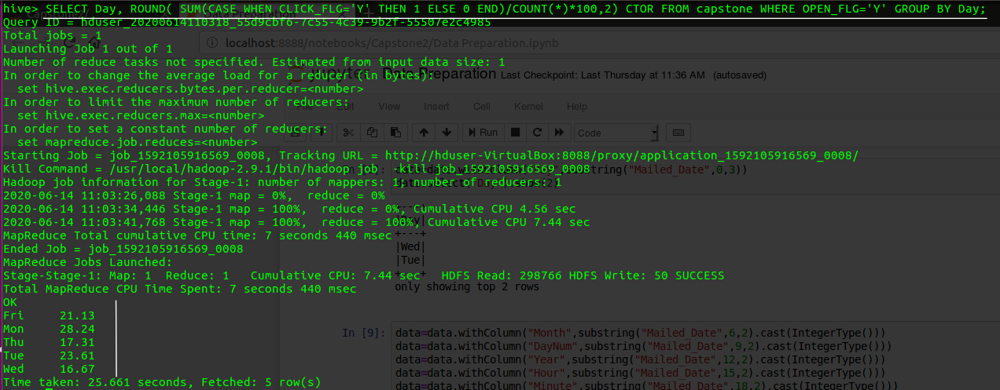 hive> SELECT Day, ROUND( SUM(CASE WHEN CLICK_FLG='Y' THEN 1 ELSE 0 END)/COUNT(*)*100,2) CTOR FROM capstone WHERE OPEN_FLG='Y' GROUP BY Day;
Query ID = hduser_20200614110318_55d9cbf6-7c55-4c39-9b2f-55507e2c4985
Total jobs = 1
localhost:8888/notebooks/Capstone2/Data Preparation.ipynb
Launching Job 1 out of 1
Number of reduce tasks not specified. Estimated from input data size: 1
In order to change the average load for a reducer (in bytes):
jupyter Data Preparation Last Checkpoint: Last Thursday at 11:36 AM (autosaved)
set hive.exec.reducers.bytes.per.reducer=<number>
In order to limit the maximum number of reducers:
Edit View Insert Cell Kernel Help
set hive.exec.reducers.max=<number>
In order to set a constant number of reducers:
Run Code
set mapreduce.job.reduces=<number>
Starting Job = job_1592105916569_0008, Tracking URL = http://hduser-VirtualBox:8088/proxy/application_1592105916569_0008/
Kill Command = /usr/local/hadoop-2.9.1/bin/hadoop job -kill job_1592105916569_0008
("Mailed_Date",0,3))
Hadoop job information for Stage-1: number of mappers: 1; number of reducers: 1
2020-06-14 11:03:26,088 Stage-1 map = 0%, reduce = 0%
2020-06-14 11:03:34,446 Stage-1 map = 100%, reduce = 0%, Cumulative CPU 4.56 sec
2020-06-14 11:03:41,768 Stage-1 map = 100%, reduce = 100%, Cumulative CPU 7.44 sec
MapReduce Total cumulative CPU time: 7 seconds 440 msec
+---+
Ended Job = job_1592105916569_0008
|Wed|
MapReduce Jobs Launched:
|Tue|
Stage-Stage-1: Map: 1 Reduce: 1 Cumulative CPU: 7.44 sec HDFS Read: 298766 HDFS Write: 50 SUCCESS
Total MapReduce CPU Time Spent: 7 seconds 440 msec
only showing top 2 rows
OK
Fri 21.13
Mon 28.24
Thu 17.31
Tue 23.61
Wed 16.67
Time taken: 25.661 seconds, Fetched: 5 row(s)
In [9]: data=data.withColumn("Month",substring("Mailed_Date",6,2).cast(IntegerType()))
data=data.withColumn("DayNum",substring("Mailed_Date",9,2).cast(IntegerType()))
data=data.withColumn("Year",substring("Mailed_Date",12,2).cast(IntegerType()))
data=data.withColumn("Hour",substring("Mailed_Date",15,2).cast(IntegerType()))
data=data.withColumn("Minute",substring("Mailed_Date",18,2).cast(IntegerType()))